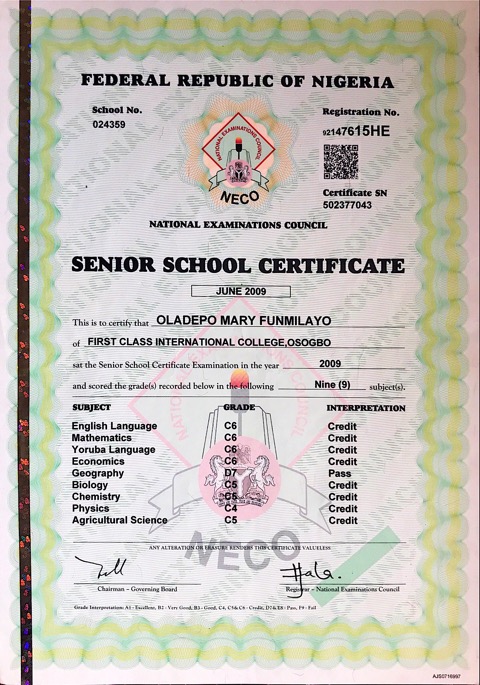 FEDERAL REPUBLIC OF NIGERIA
School No.
024359
Registration No.
92147615HE
NATIONAL EXAMINATIONS COUNCIL
NECO
Certificate SN
502377043
NATIONAL EXAMINATIONS COUNCIL
SENIOR SCHOOL CERTIFICATE
JUNE 2009
This is to certify that OLADEPO MARY FUNMILAYO
of FIRST CLASS INTERNATIONAL COLLEGE,OSOGBO
sat the Senior School Certificate Examination in the year 2009
and scored the grade(s) recorded below in the following Nine (9) subject(s).
SUBJECT GRADE INTERPRETATION
English Language C6 Credit
Mathematics C6 Credit
Yoruba Language C6 Credit
Economics C6 Credit
Geography D7 Pass
Biology C5 Credit
Chemistry Credit
Physics C4 Credit
Agricultural Science C5 Credit
NECO
ANY ALTERATION OR ERASURE RENDERS THIS CERTIFICATE VALUELESS
Chairman - Governing Board
Registrar - National Examinations Council
Grade Interpretation: A1 - Excellent, B2 - Very Good, B3 - Good, C4, C5 & C6 - Credit, D7 & E8 - Pass, F9 - Fail
AJS0716997